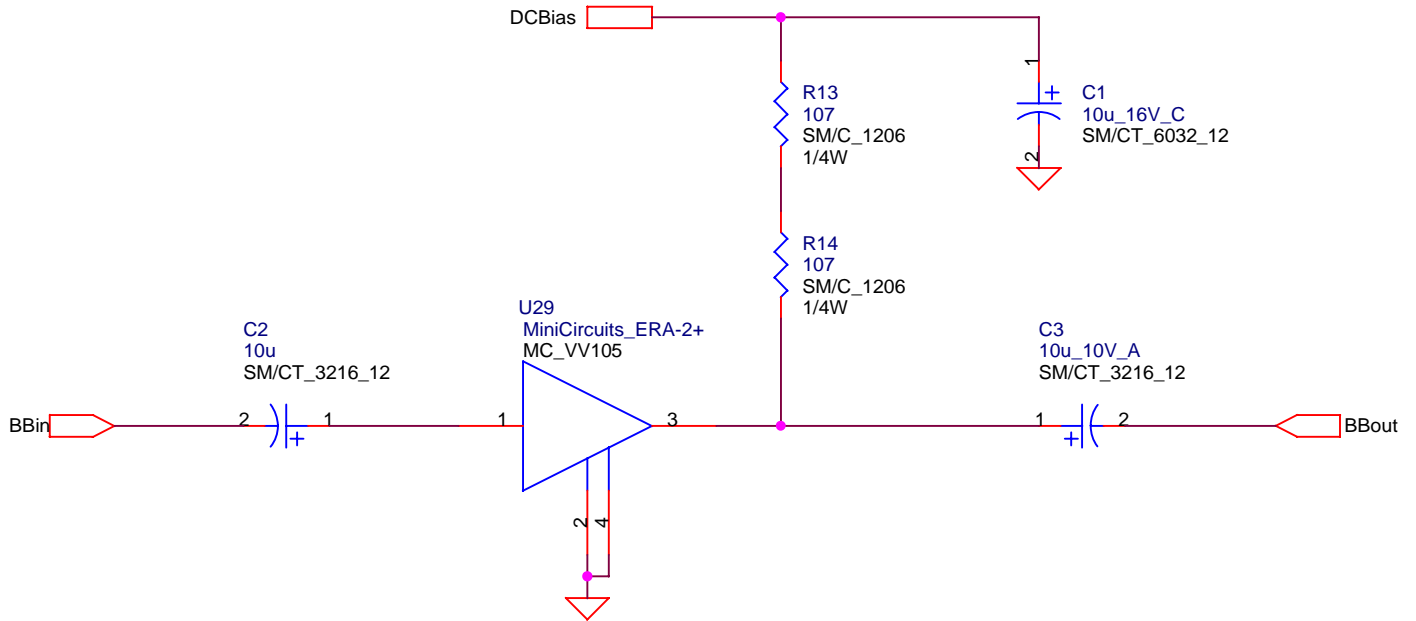 DCBias
1
+
C1
10u_16V_C
SM/CT_6032_12
2
R13
107
SM/C_1206
1/4W
R14
107
SM/C_1206
1/4W
U29
MiniCircuits_ERA-2+
MC_VV105
C2
10u
SM/CT_3216_12
C3
10u_10V_A
SM/CT_3216_12
BBin
2
+
1
1
3
1
+
2
BBout
2
4